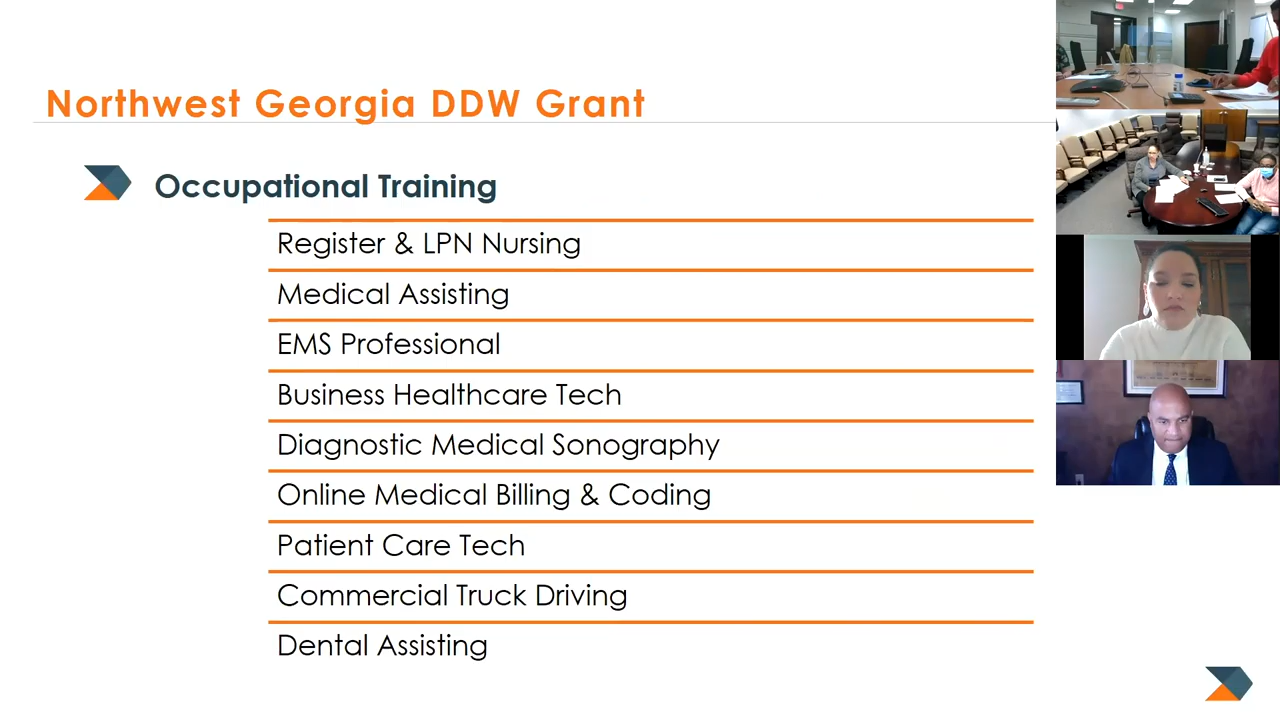 Northwest Georgia DDW Grant
Occupational Training
Register & LPN Nursing
Medical Assisting
EMS Professional
Business Healthcare Tech
Diagnostic Medical Sonography
Online Medical Billing & Coding
Patient Care Tech
Commercial Truck Driving
Dental Assisting